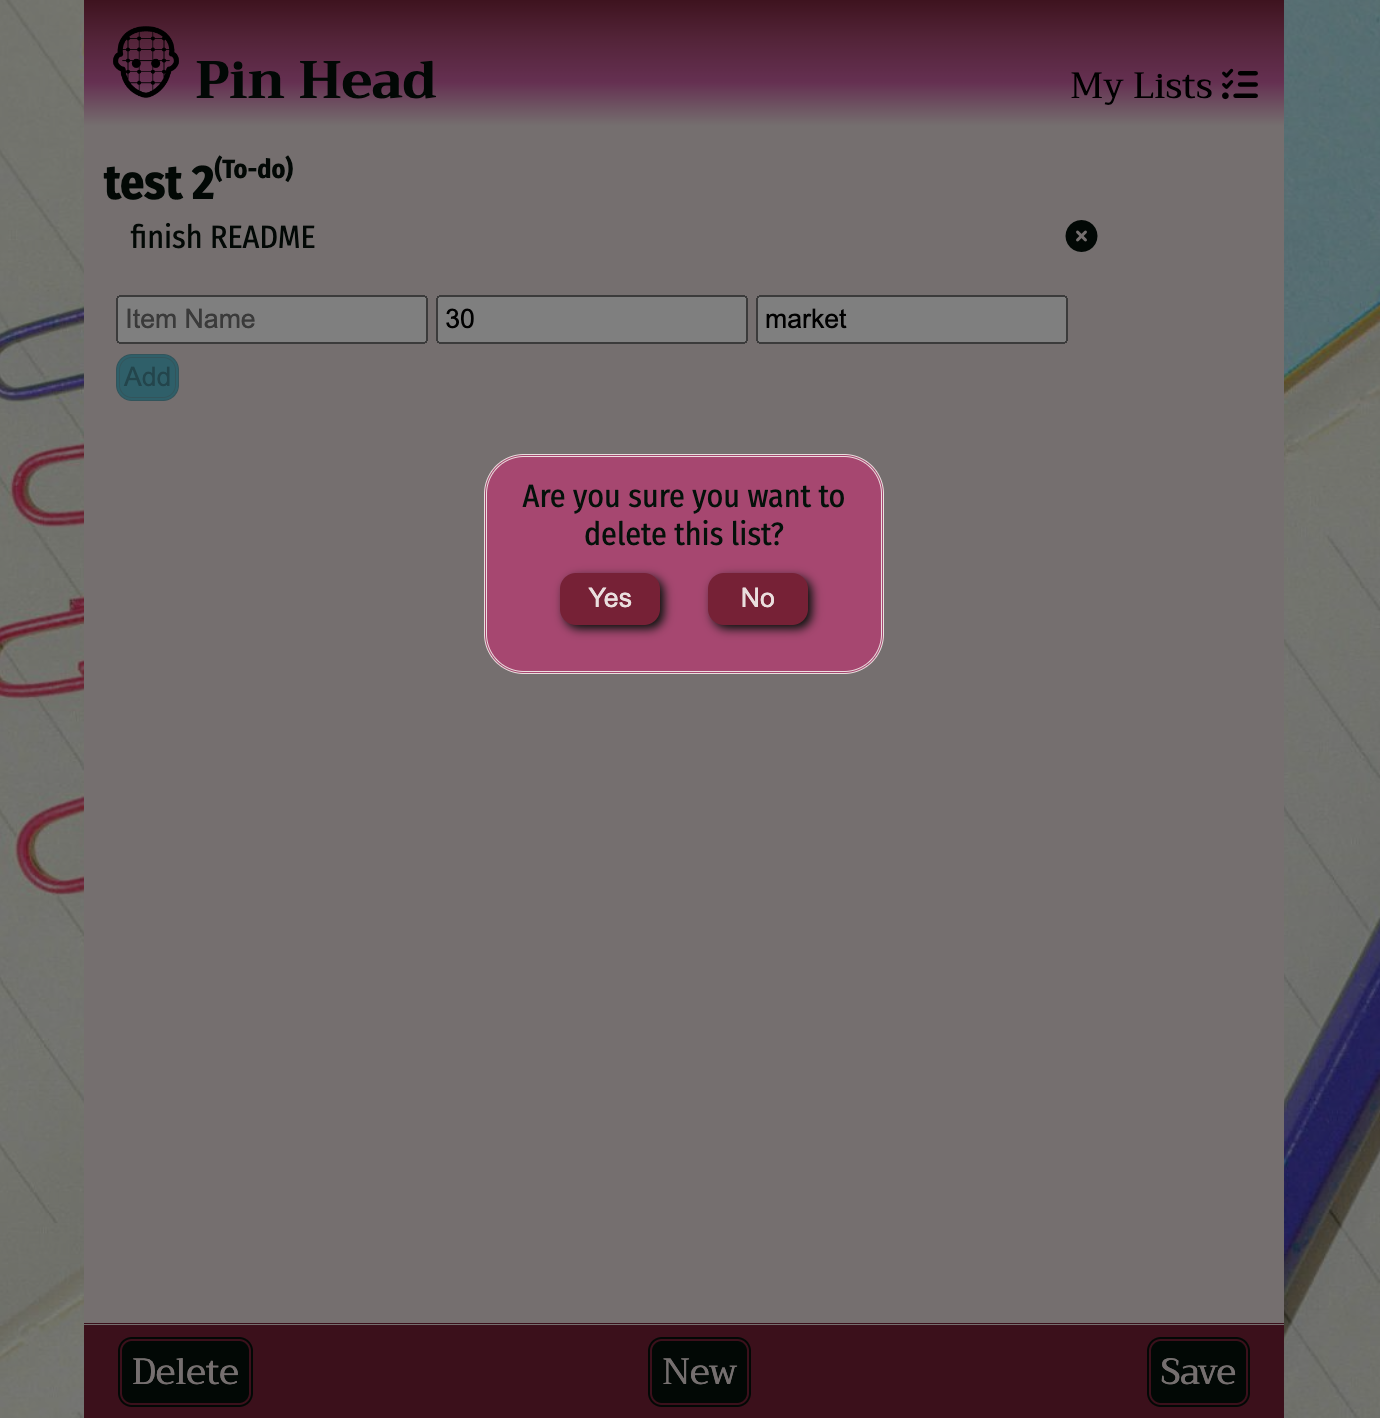 Pin Head
My Lists
test 2(To-do)
finish README
Item Name 30 market
Add
Are you sure you want to
delete this list?
Yes No
Delete New Save